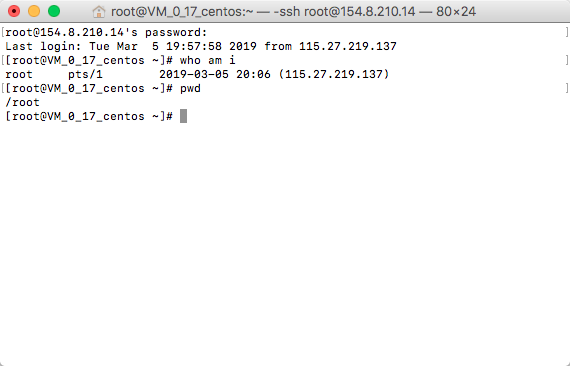 root@VM_0_17_centos:~ — -ssh root@154.8.210.14 — 80×24
[root@154.8.210.14's password:
Last login: Tue Mar  5 19:57:58 2019 from 115.27.219.137
[root@VM_0_17_centos ~]# who am i
root     pts/1        2019-03-05 20:06 (115.27.219.137)
[root@VM_0_17_centos ~]# pwd
/root
[root@VM_0_17_centos ~]#